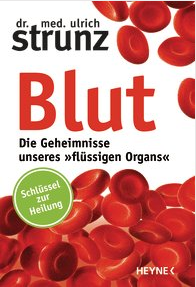 dr. med. ulrich
strunz
Blut
Die Geheimnisse
unseres »flüssigen Organs«
Schlüssel
zur
Heilung
HEYNE